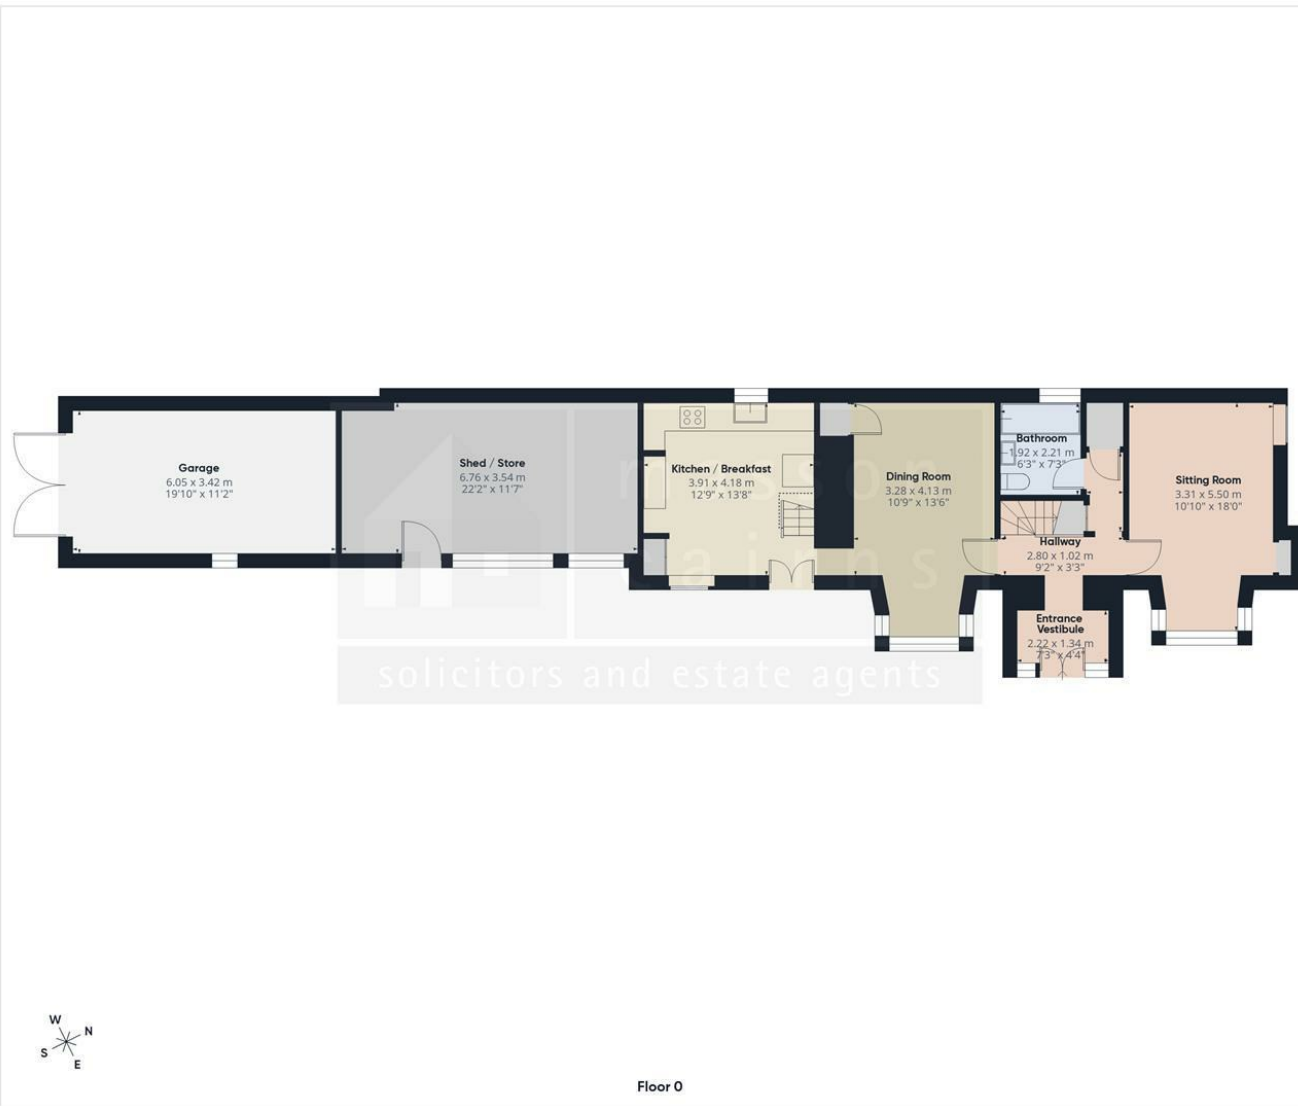 Garage
6.05 x 3.42 m
19'10" x 11'2"
Shed / Store
6.76 x 3.54 m
22'2" x 11'7"
Kitchen / Breakfast
3.91 x 4.18 m
12'9" x 13'8"
Dining Room
3.28 x 4.13 m
10'9" x 13'6"
Bathroom
1.92 x 2.21 m
6'3" x 7'3"
Sitting Room
3.31 x 5.50 m
10'10" x 18'0"
Hallway
2.80 x 1.02 m
9'2" x 3'3"
Entrance
Vestibule
2.22 x 1.34 m
7'3" x 4'4"
masson
cairns
solicitors and estate agents
W
N
S
E
Floor 0